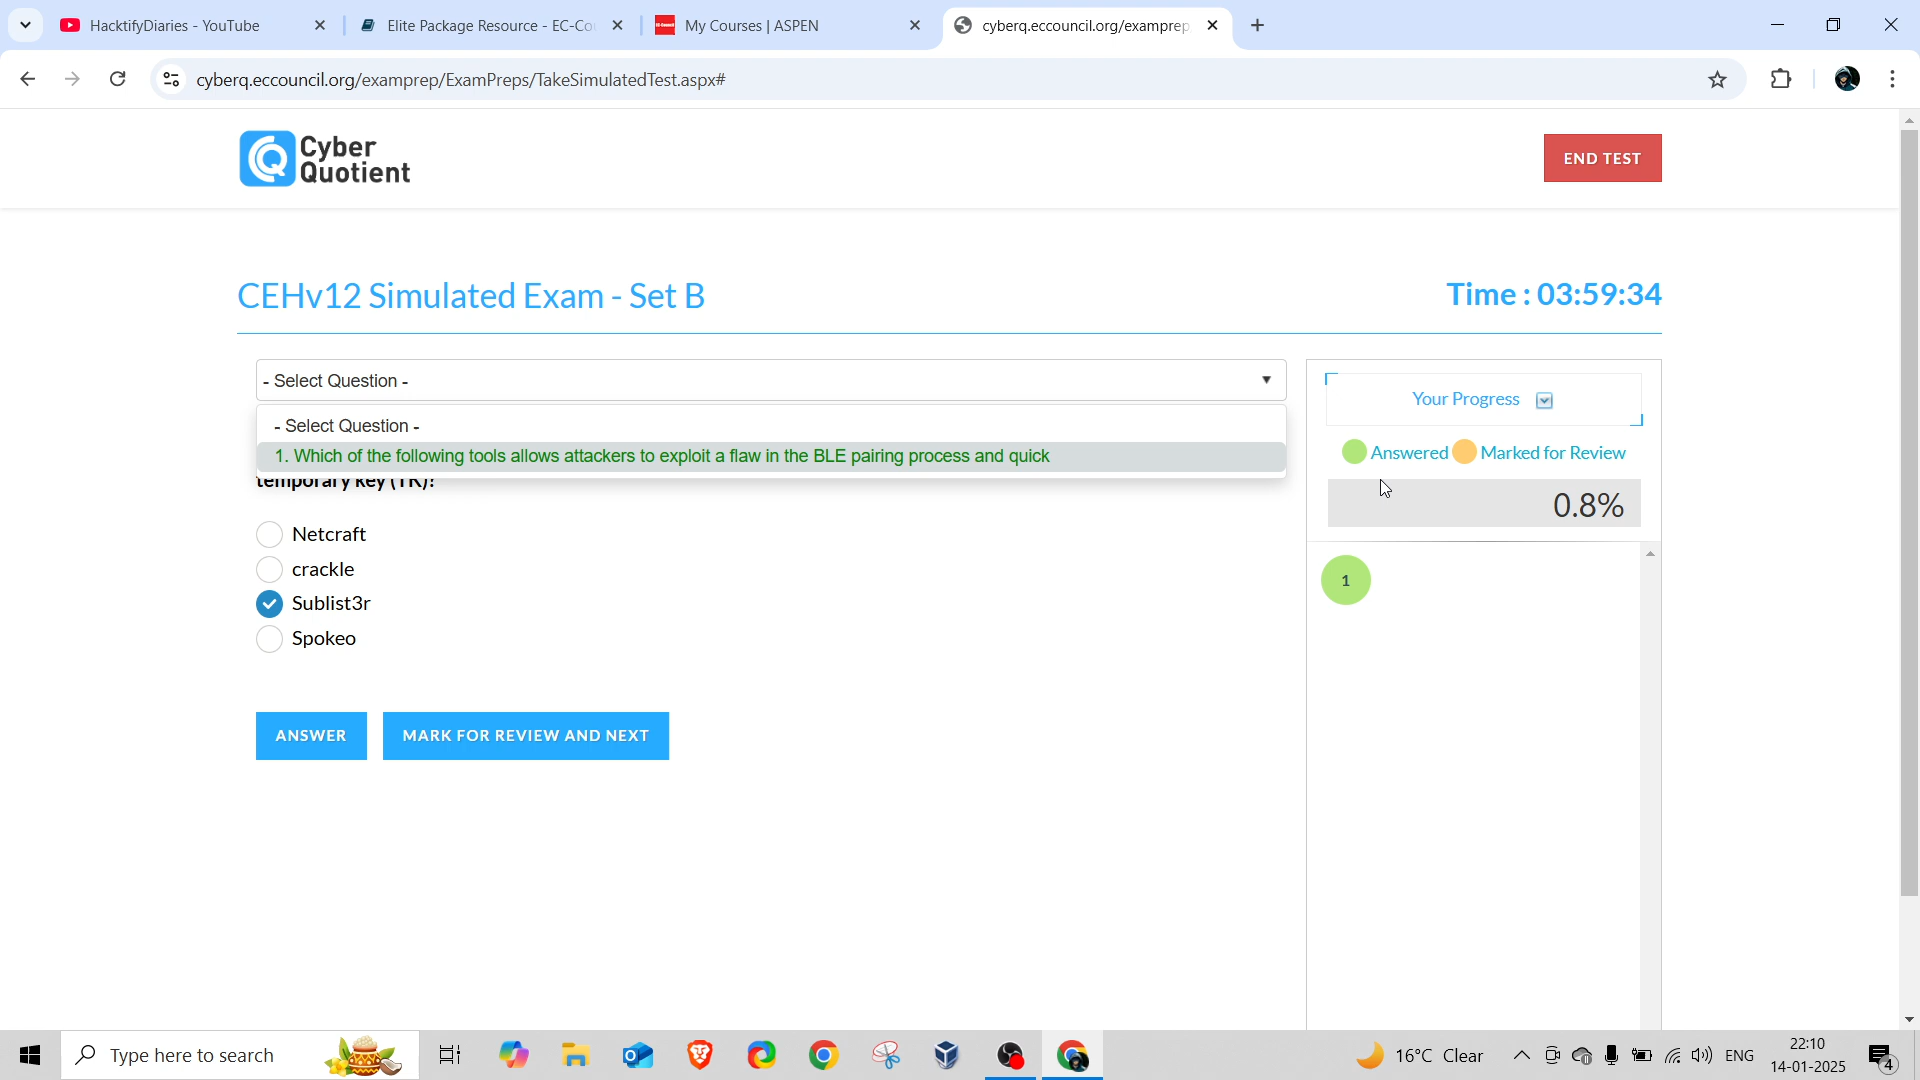 HacktifyDiaries - YouTube
Elite Package Resource - EC-Co
My Courses | ASPEN
cyberq.eccouncil.org/examprep
cyberq.eccouncil.org/examprep/ExamPreps/TakeSimulatedTest.aspx#
Cyber
Quotient
END TEST
CEHv12 Simulated Exam - Set B
Time : 03:59:34
- Select Question -
- Select Question -
1. Which of the following tools allows attackers to exploit a flaw in the BLE pairing process and quick
temporary key (TK)?
Netcraft
crackle
Sublist3r
Spokeo
ANSWER
MARK FOR REVIEW AND NEXT
Your Progress
Answered
Marked for Review
0.8%
1
Type here to search
16°C Clear
ENG
22:10
14-01-2025
4